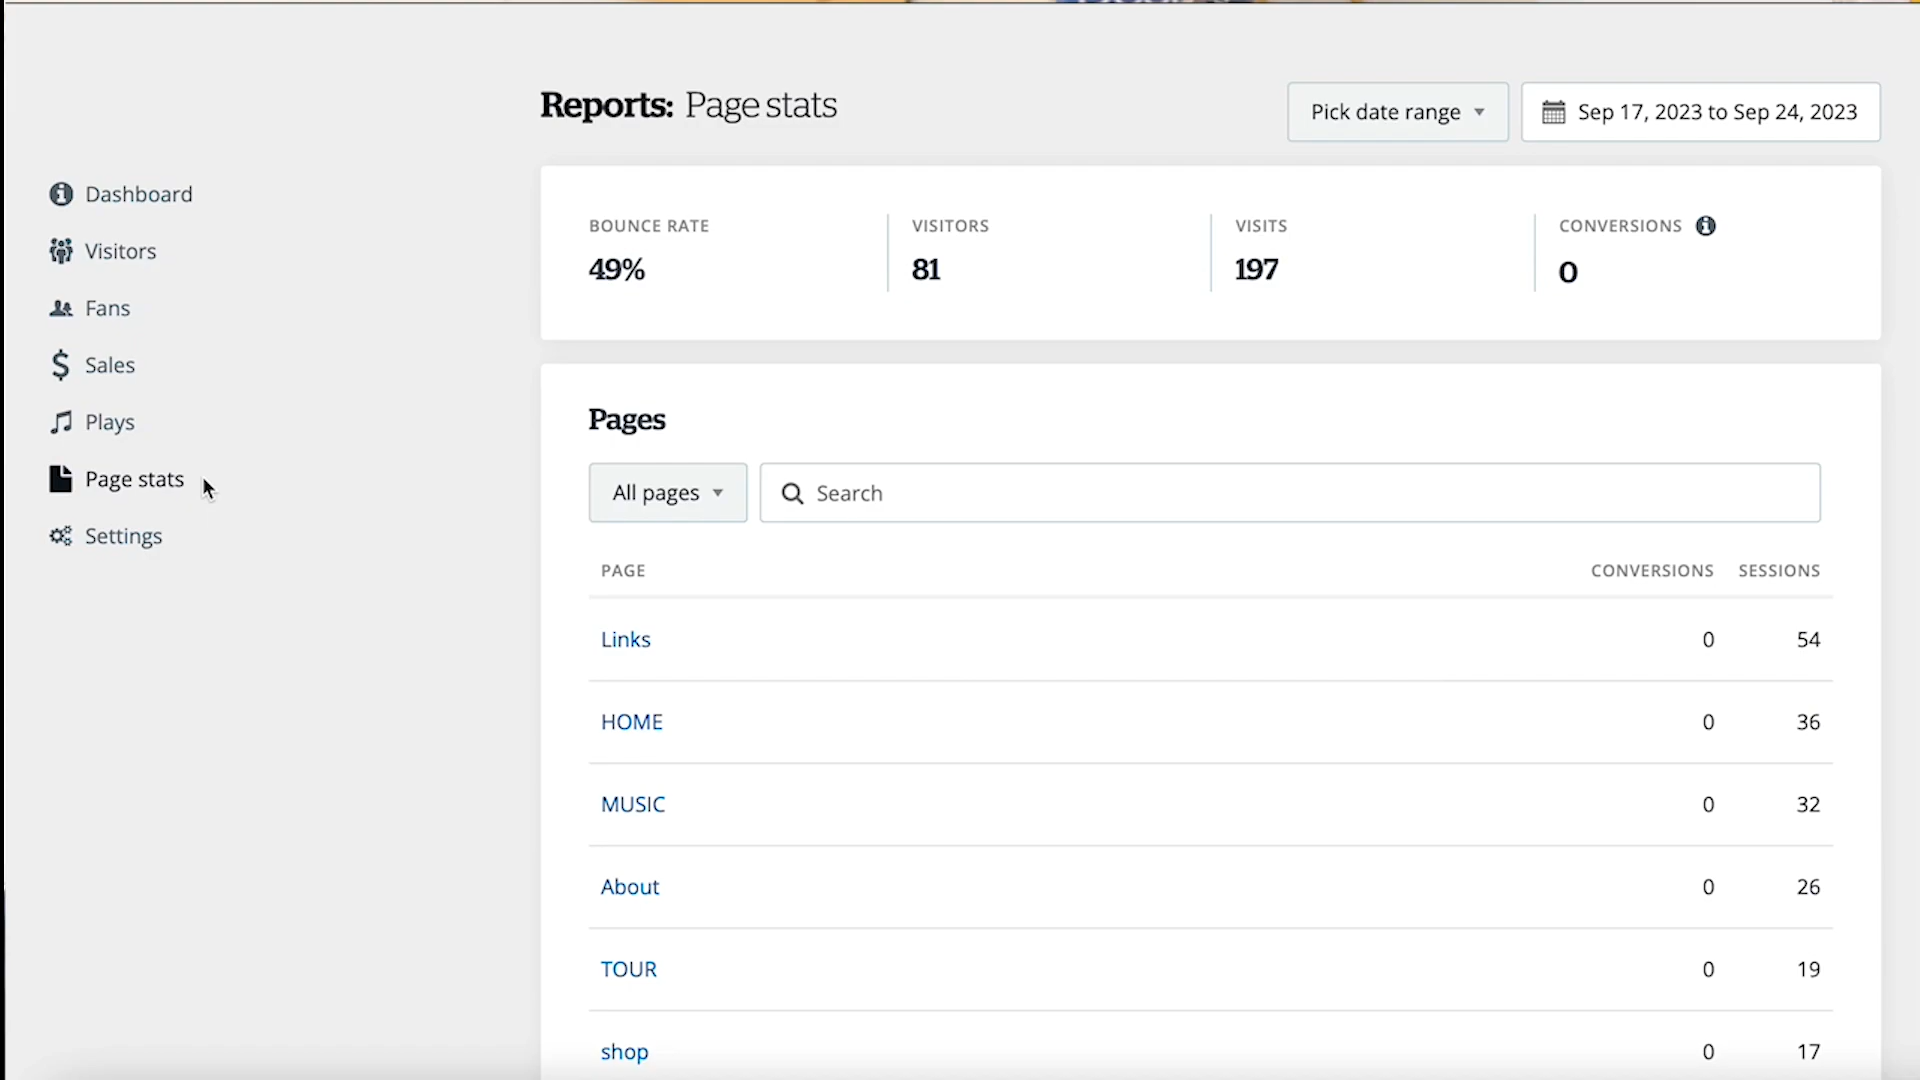 Reports: Page stats
Pick date range
Sep 17, 2023 to Sep 24, 2023
Dashboard
Visitors
Fans
Sales
Plays
Page stats
Settings
BOUNCE RATE
49%
VISITORS
81
VISITS
197
CONVERSIONS
0
Pages
All pages
Search
PAGE CONVERSIONS SESSIONS
Links 0 54
HOME 0 36
MUSIC 0 32
About 0 26
TOUR 0 19
shop 0 17